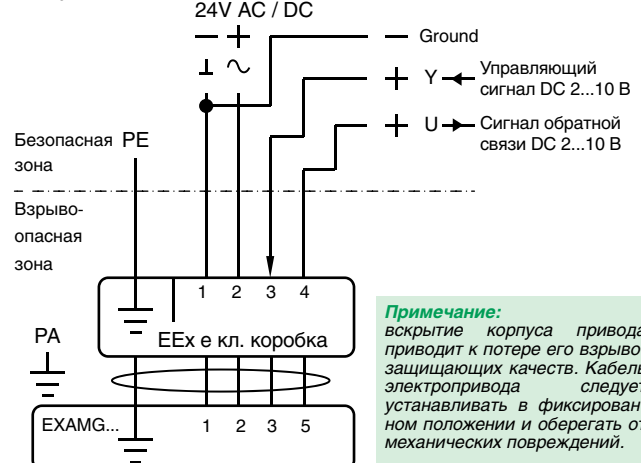 24V AC / DC
− +
⊥ ~
− Ground
+ Y Управляющий
сигнал DC 2...10 В
+ U Сигнал обратной
связи DC 2...10 В
Безопасная PE
зона
Взрыво-
опасная
зона
1 2 3 4
EEx e кл. коробка
PA
EXAMG... 1 2 3 5
Примечание:
вскрытие корпуса привода
приводит к потере его взрыво-
защищающих качеств. Кабель
электропривода следует
устанавливать в фиксирован-
ном положении и оберегать от
механических повреждений.